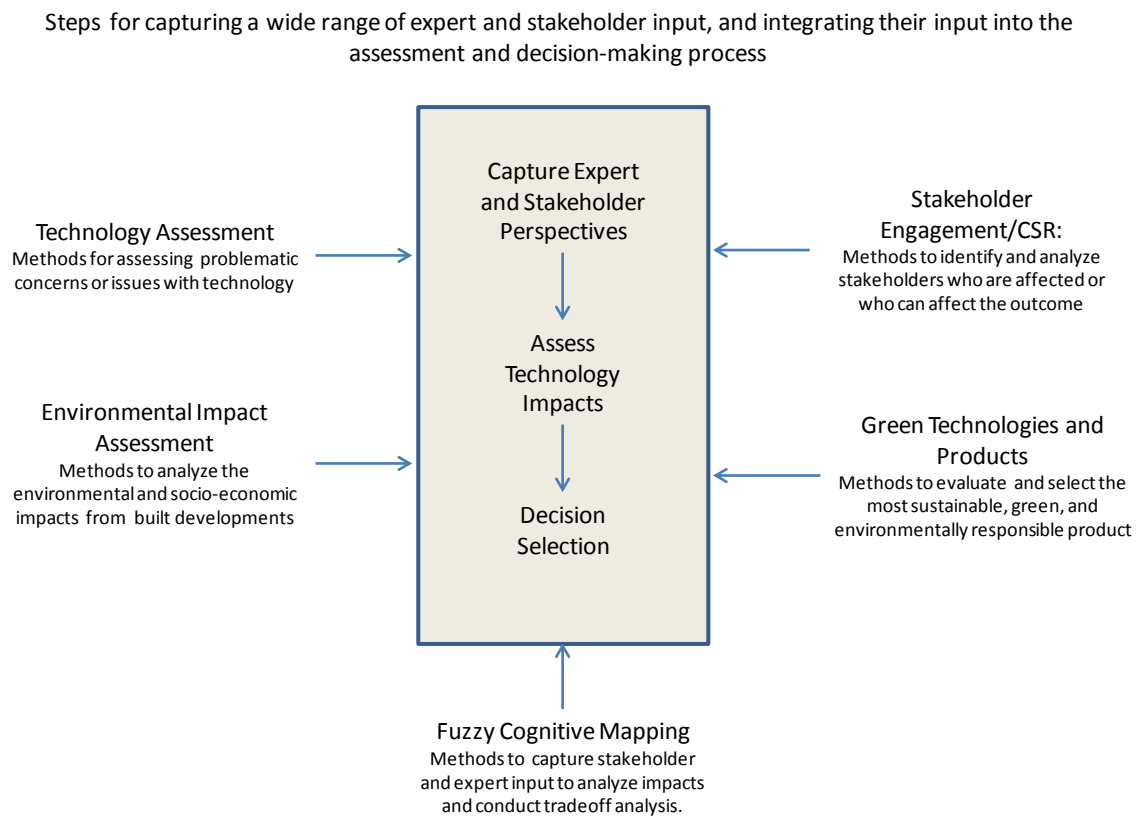 Steps for capturing a wide range of expert and stakeholder input, and integrating their input into the
assessment and decision-making process
Capture Expert
and Stakeholder
Perspectives
Assess
Technology
Impacts
Decision
Selection
Technology Assessment
Methods for assessing problematic
concerns or issues with technology
Environmental Impact
Assessment
Methods to analyze the
environmental and socio-economic
impacts from built developments
Stakeholder
Engagement/CSR:
Methods to identify and analyze
stakeholders who are affected or
who can affect the outcome
Green Technologies and
Products
Methods to evaluate and select the
most sustainable, green, and
environmentally responsible product
Fuzzy Cognitive Mapping
Methods to capture stakeholder
and expert input to analyze impacts
and conduct tradeoff analysis.